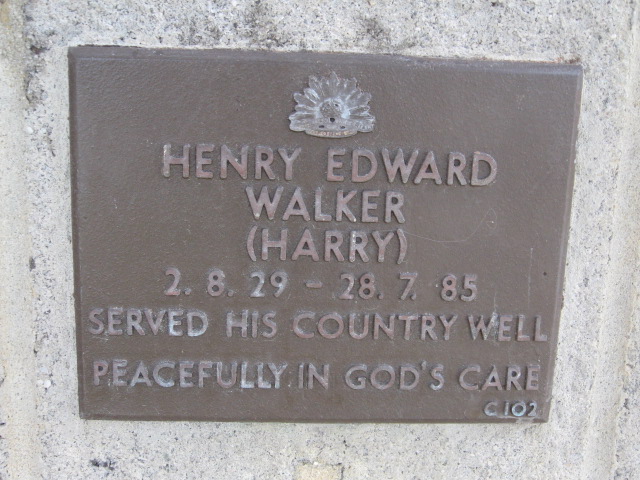 HENRY EDWARD
WALKER
(HARRY)
2. 8. 29 - 28. 7. 85
SERVED HIS COUNTRY WELL
PEACEFULLY IN GOD'S CARE
C102